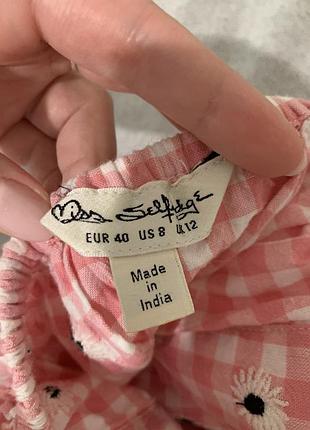 Miss Selfridge
EUR 40 US 8 UK 12
Made
in
India